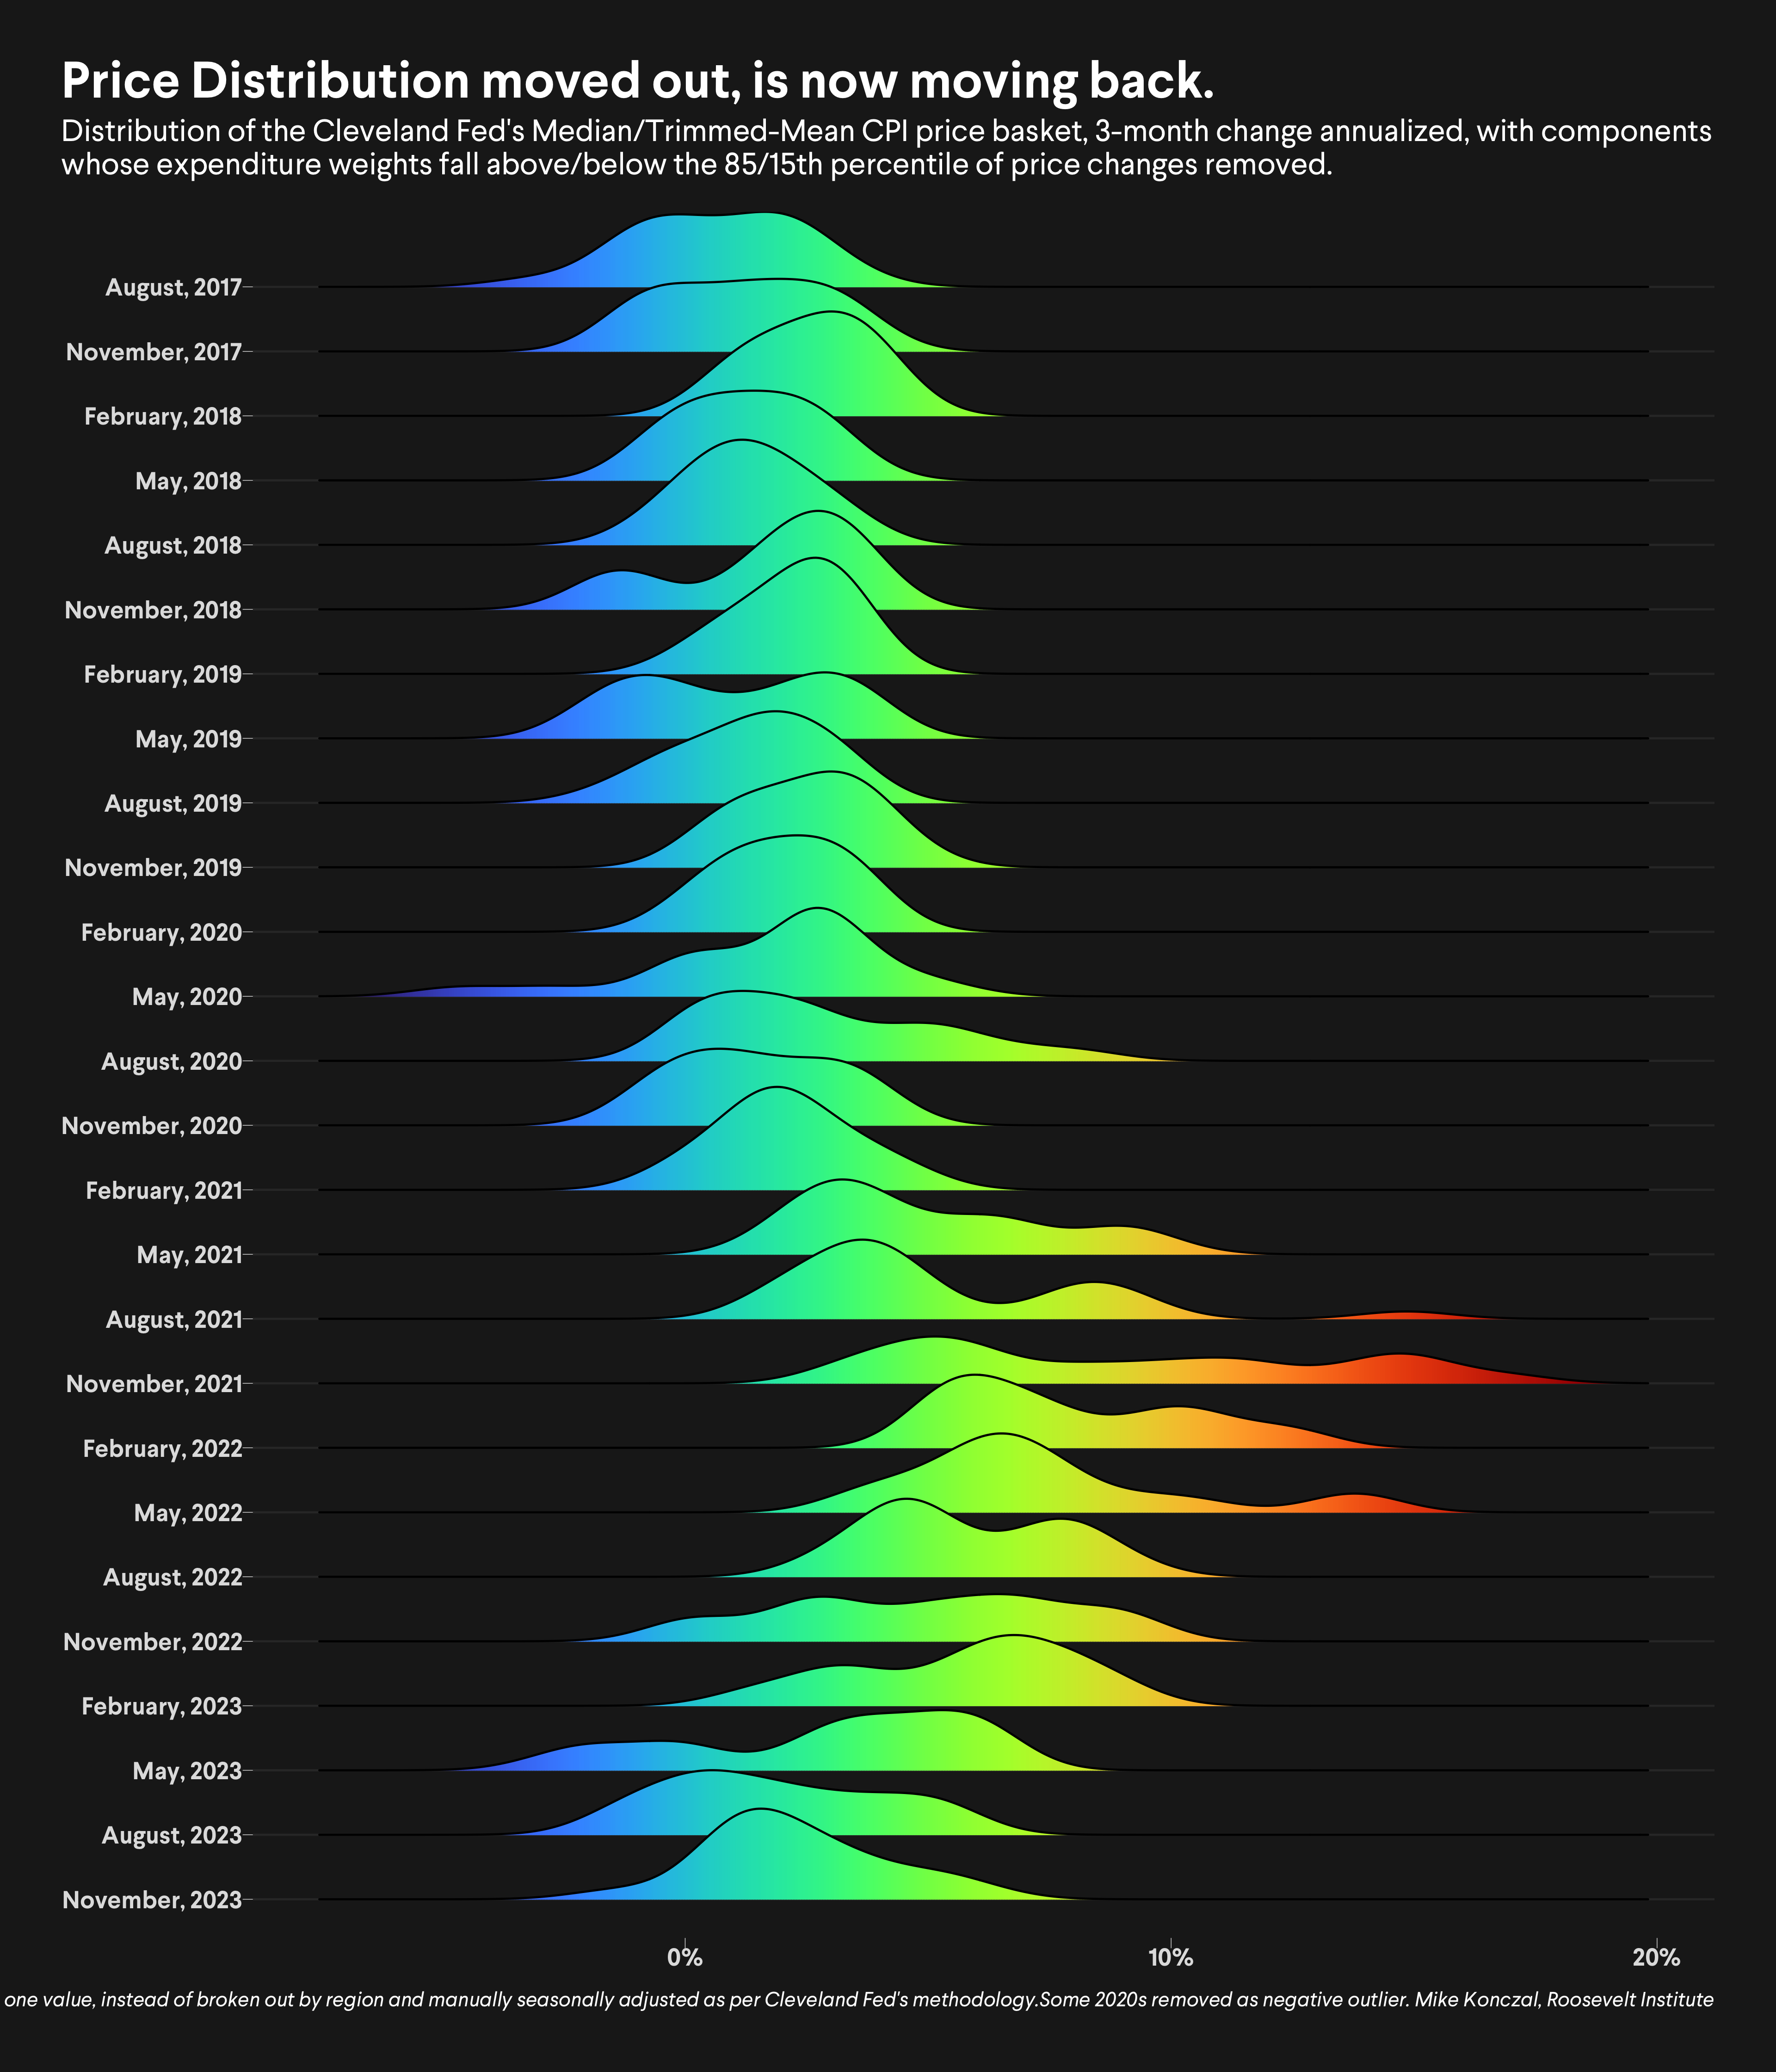 Price Distribution moved out, is now moving back.
Distribution of the Cleveland Fed's Median/Trimmed-Mean CPI price basket, 3-month change annualized, with components
whose expenditure weights fall above/below the 85/15th percentile of price changes removed.
August, 2017
November, 2017
February, 2018
May, 2018
August, 2018
November, 2018
February, 2019
May, 2019
August, 2019
November, 2019
February, 2020
May, 2020
August, 2020
November, 2020
February, 2021
May, 2021
August, 2021
November, 2021
February, 2022
May, 2022
August, 2022
November, 2022
February, 2023
May, 2023
August, 2023
November, 2023
0% 10% 20%
one value, instead of broken out by region and manually seasonally adjusted as per Cleveland Fed's methodology.Some 2020s removed as negative outlier. Mike Konczal, Roosevelt Institute